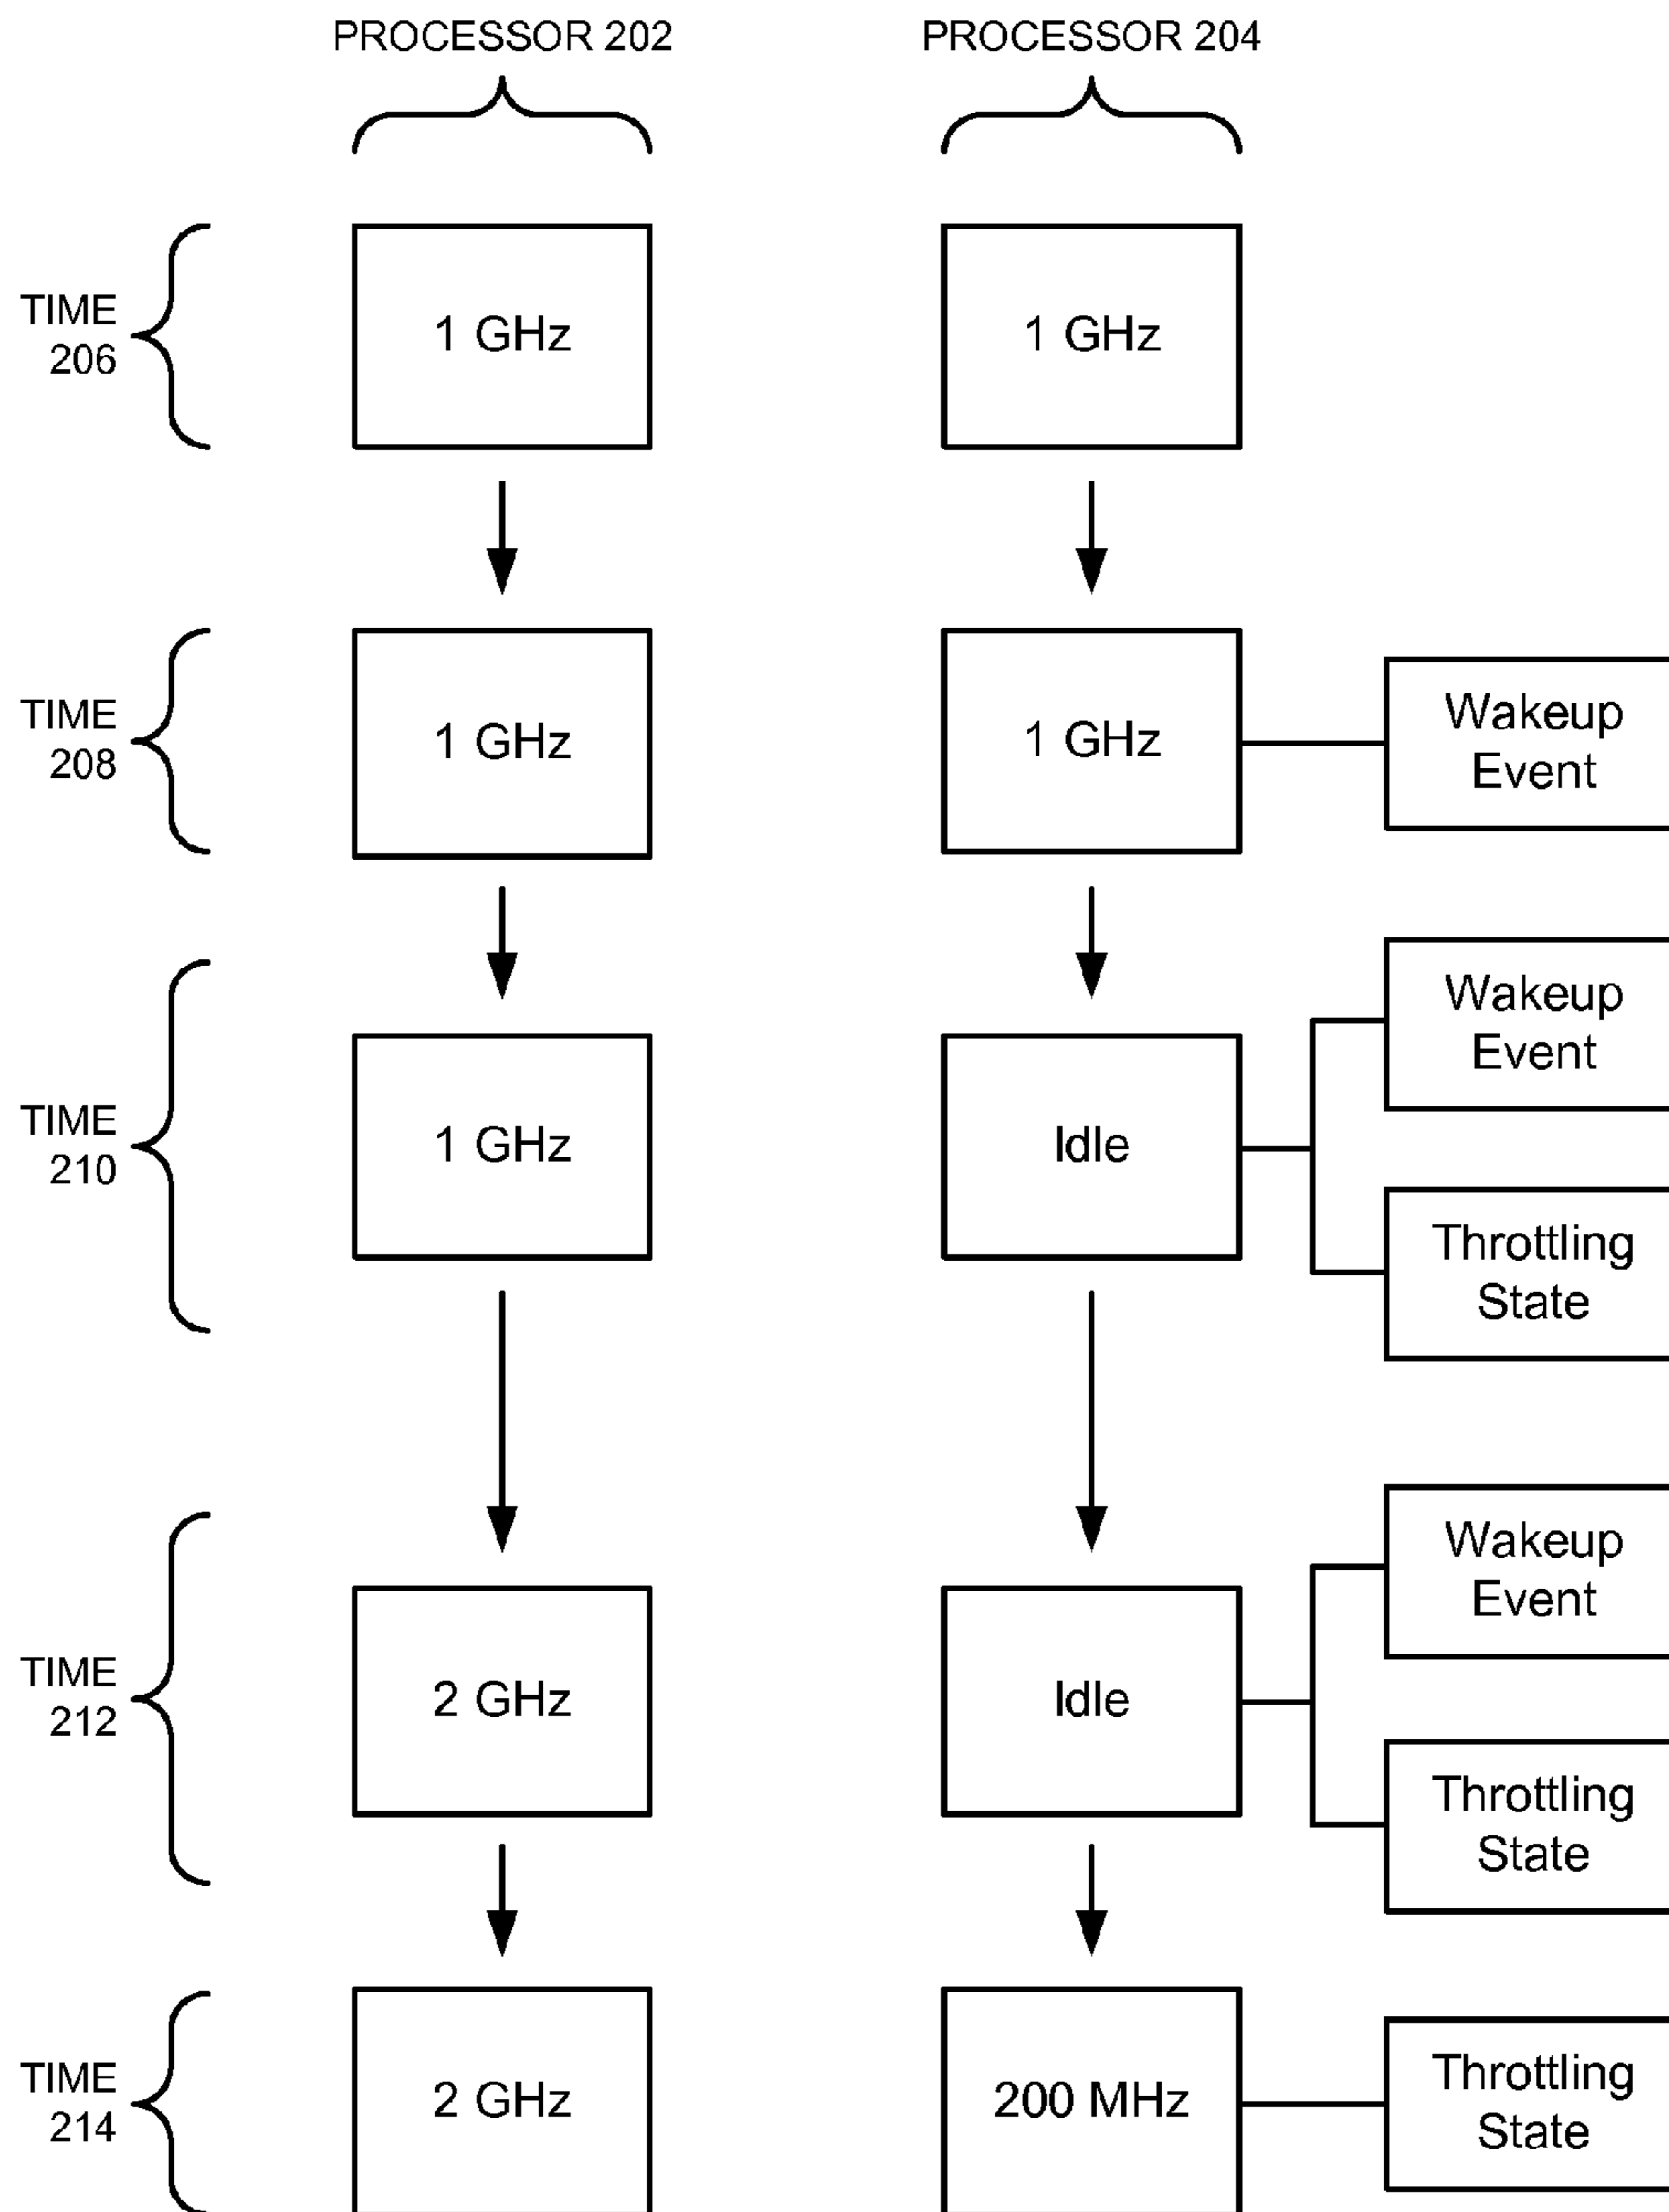 PROCESSOR 202
PROCESSOR 204
TIME
206
1 GHz
1 GHz
TIME
208
1 GHz
1 GHz
Wakeup
Event
TIME
210
1 GHz
Idle
Wakeup
Event
Throttling
State
TIME
212
2 GHz
Idle
Wakeup
Event
Throttling
State
TIME
214
2 GHz
200 MHz
Throttling
State